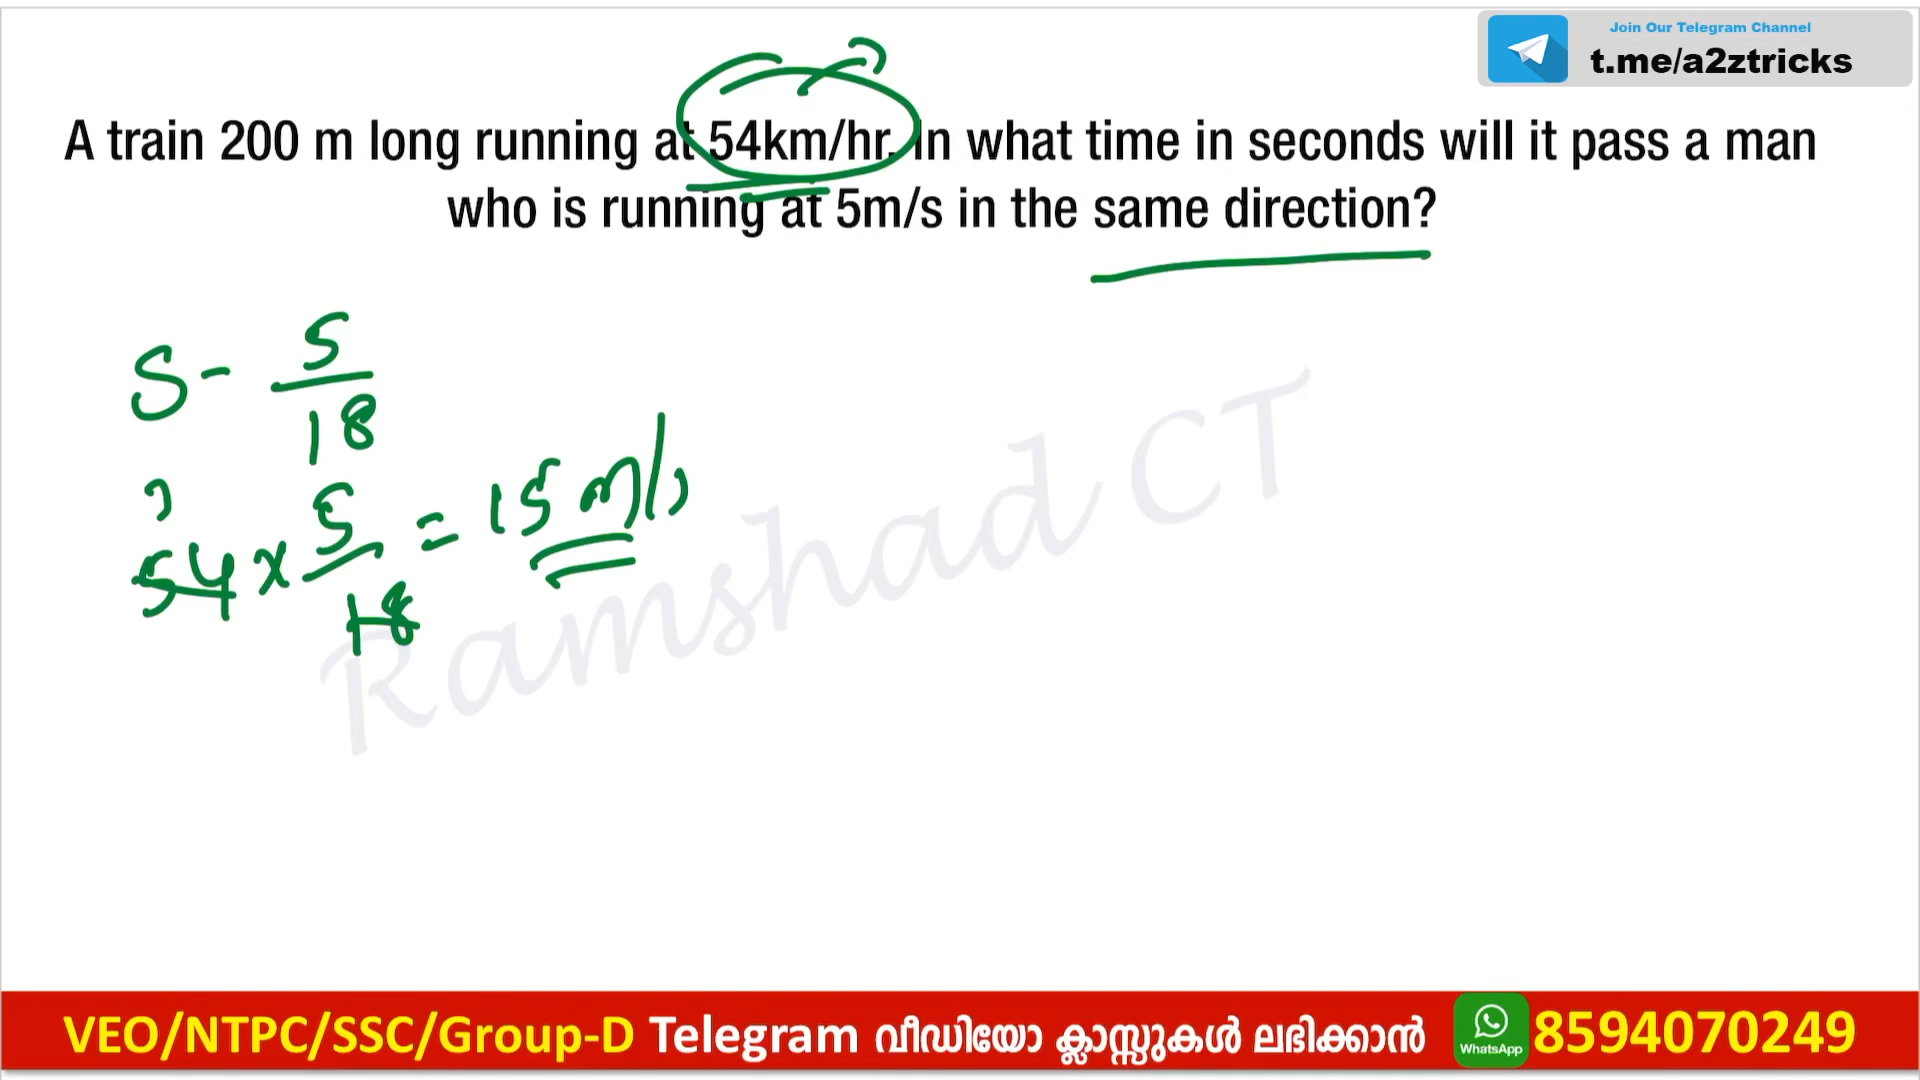 Join Our Telegram Channel
t.me/a2ztricks
A train 200 m long running at 54km/hr. In what time in seconds will it pass a man
who is running at 5m/s in the same direction?
S - 5/18
3
54 x 5/18 = 15 m/s
Ramshad CT
VEO/NTPC/SSC/Group-D Telegram വീഡിയോ ക്ലാസ്സുകൾ ലഭിക്കാൻ WhatsApp 8594070249